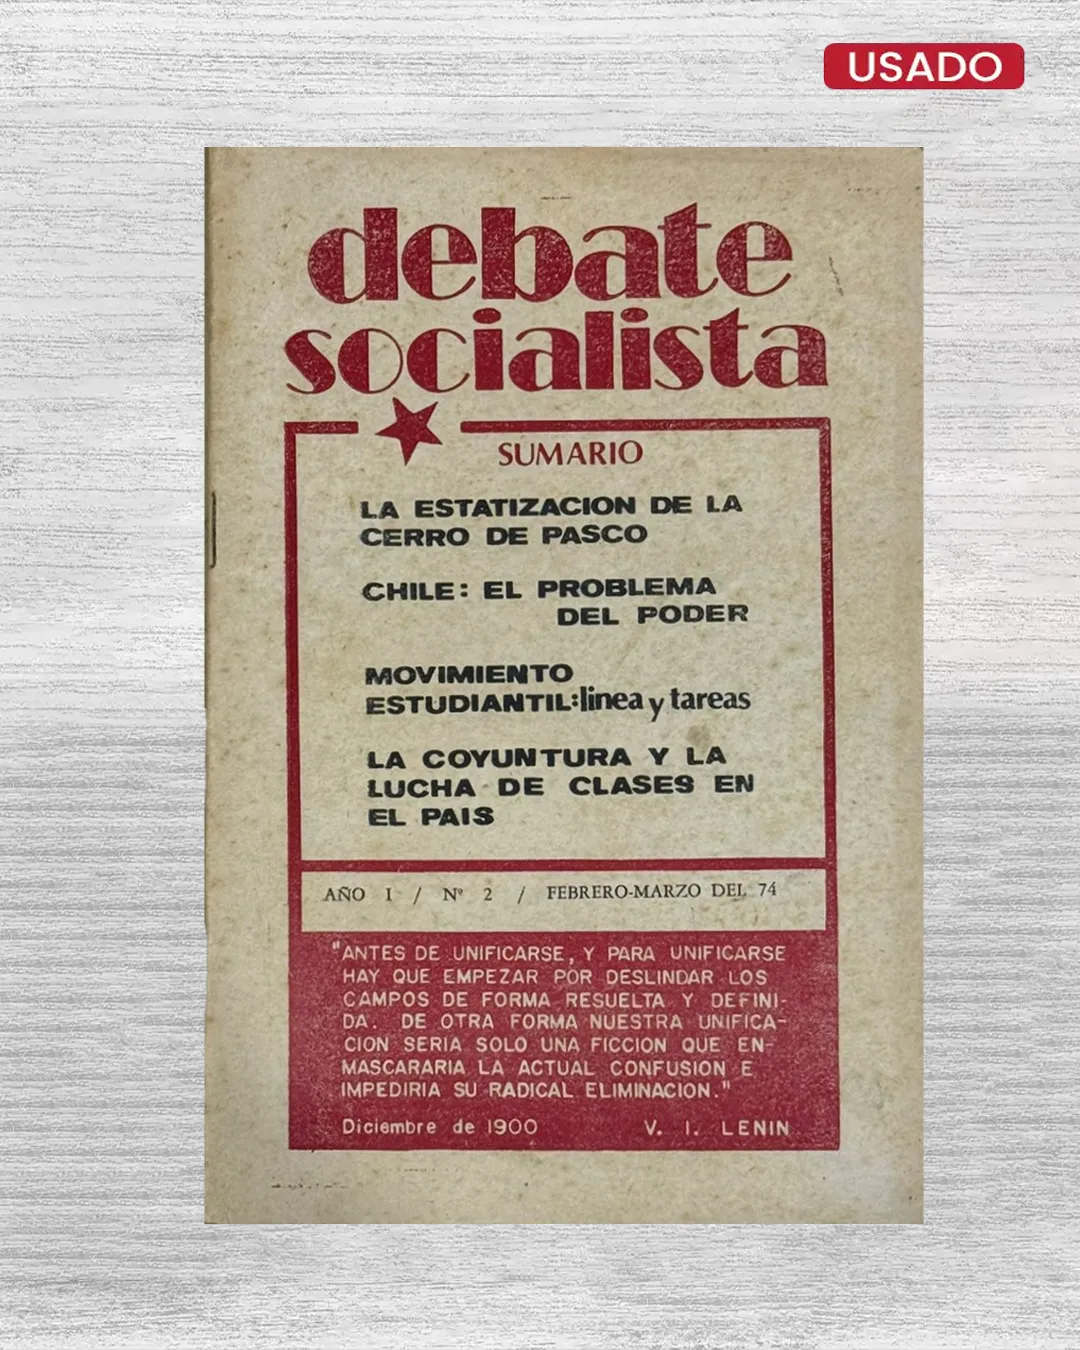 USADO
debate
socialista
SUMARIO
LA ESTATIZACION DE LA
CERRO DE PASCO
CHILE: EL PROBLEMA
DEL PODER
MOVIMIENTO
ESTUDIANTIL: linea y tareas
LA COYUNTURA Y LA
LUCHA DE CLASES EN
EL PAIS
AÑO I / Nº 2 / FEBRERO-MARZO DEL 74
"ANTES DE UNIFICARSE, Y PARA UNIFICARSE
HAY QUE EMPEZAR POR DESLINDAR LOS
CAMPOS DE FORMA RESUELTA Y DEFINI-
DA. DE OTRA FORMA NUESTRA UNIFICA-
CION SERIA SOLO UNA FICCION QUE EN-
MASCARARIA LA ACTUAL CONFUSION E
IMPEDIRIA SU RADICAL ELIMINACION."
Diciembre de 1900 V. I. LENIN